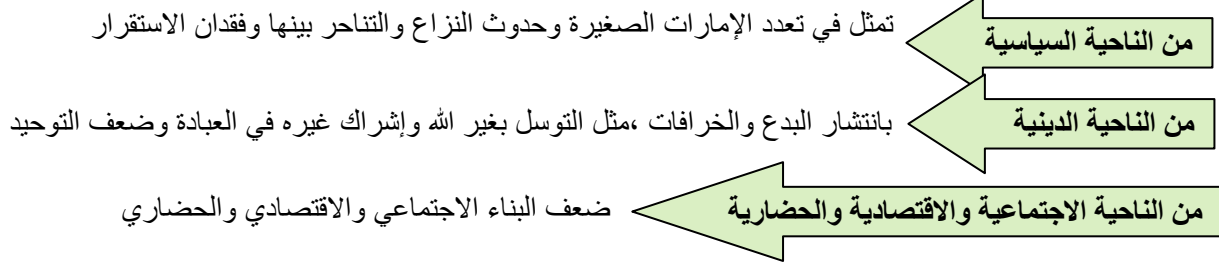 من الناحية السياسية تمثل في تعدد الإمارات الصغيرة وحدوث النزاع والتناحر بينها وفقدان الاستقرار
من الناحية الدينية بانتشار البدع والخرافات ،مثل التوسل بغير الله وإشراك غيره في العبادة وضعف التوحيد
من الناحية الاجتماعية والاقتصادية والحضارية ضعف البناء الاجتماعي والاقتصادي والحضاري